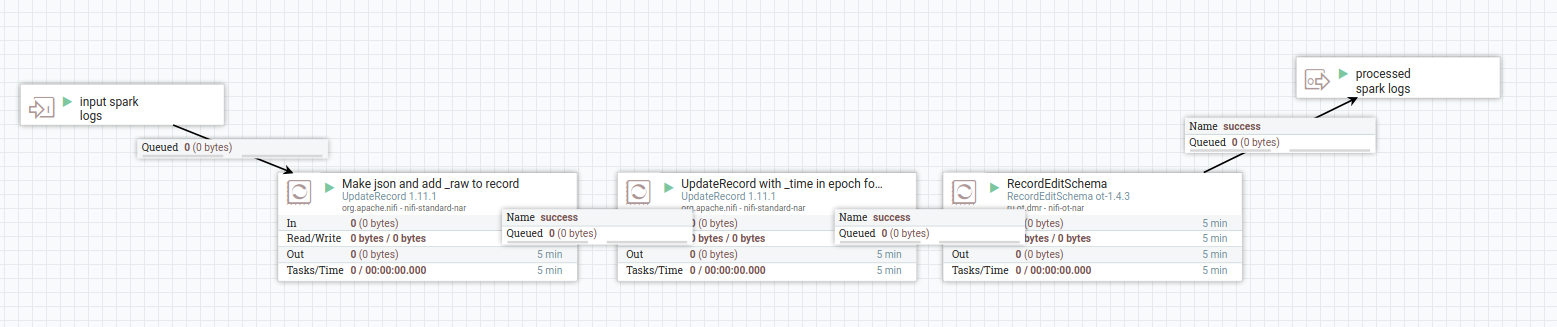 input spark
logs
Queued 0 (0 bytes)
Make json and add _raw to record
UpdateRecord 1.11.1
org.apache.nifi - nifi-standard-nar
In 0 (0 bytes)
Read/Write 0 bytes / 0 bytes
Out 0 (0 bytes) 5 min
Tasks/Time 0 / 00:00:00.000 5 min
Name success
Queued 0 (0 bytes)
UpdateRecord with _time in epoch fo...
UpdateRecord 1.11.1
org.apache.nifi - nifi-standard-nar
0 (0 bytes)
0 bytes / 0 bytes
Out 0 (0 bytes) 5 min
Tasks/Time 0 / 00:00:00.000 5 min
Name success
Queued 0 (0 bytes)
RecordEditSchema
RecordEditSchema ot-1.4.3
ru.ot.dmr - nifi-ot-nar
(0 bytes) 5 min
bytes / 0 bytes 5 min
Out 0 (0 bytes) 5 min
Tasks/Time 0 / 00:00:00.000 5 min
Name success
Queued 0 (0 bytes)
processed
spark logs